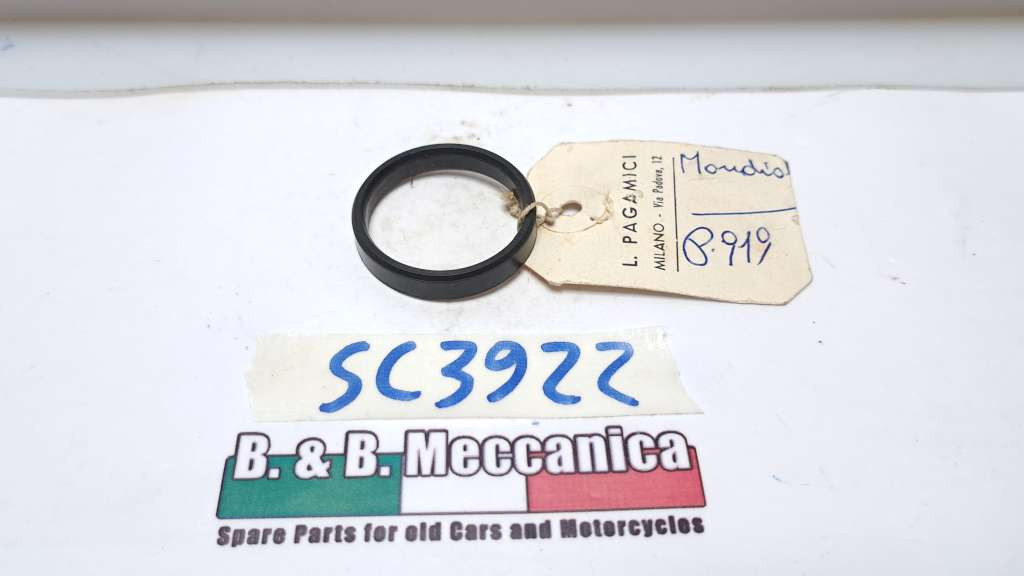 L. PAGAMICI
MILANO - Via Padova, 12
Mondial
P.919
SC3922
B. & B. Meccanica
Spare Parts for old Cars and Motorcycles